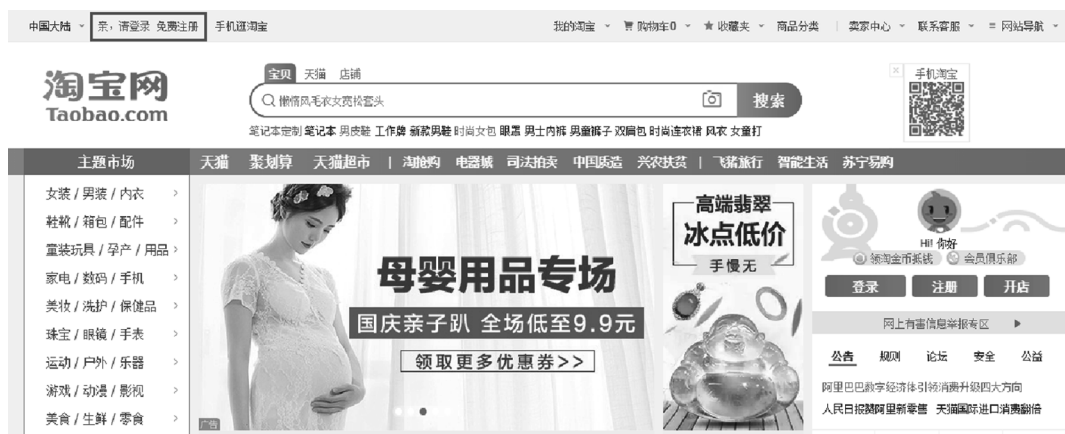 中国大陆 亲，请登录 免费注册 手机逛淘宝 我的淘宝 购物车0 收藏夹 商品分类 卖家中心 联系客服 网站导航
淘宝网
Taobao.com
宝贝 天猫 店铺
慵懒风毛衣女宽松套头
搜索
笔记本定制 笔记本 男皮鞋 工作牌 新款男鞋 时尚女包 眼罩 男士内裤 男童裤子 双肩包 时尚连衣裙 风衣 女童打
手机淘宝
主题市场 天猫 聚划算 天猫超市 | 淘抢购 电器城 司法拍卖 中国质造 兴农扶贫 | 飞猪旅行 智能生活 苏宁易购
女装 / 男装 / 内衣
鞋靴 / 箱包 / 配件
童装玩具 / 孕产 / 用品
家电 / 数码 / 手机
美妆 / 洗护 / 保健品
珠宝 / 眼镜 / 手表
运动 / 户外 / 乐器
游戏 / 动漫 / 影视
美食 / 生鲜 / 零食
母婴用品专场
国庆亲子趴 全场低至9.9元
领取更多优惠券>>
广告
高端翡翠
冰点低价
手慢无
Hi! 你好
领淘金币抵钱 会员俱乐部
登录 注册 开店
网上有害信息举报专区
公告 规则 论坛 安全 公益
阿里巴巴数字经济体引领消费升级四大方向
人民日报赞阿里新零售 天猫国际进口消费翻倍